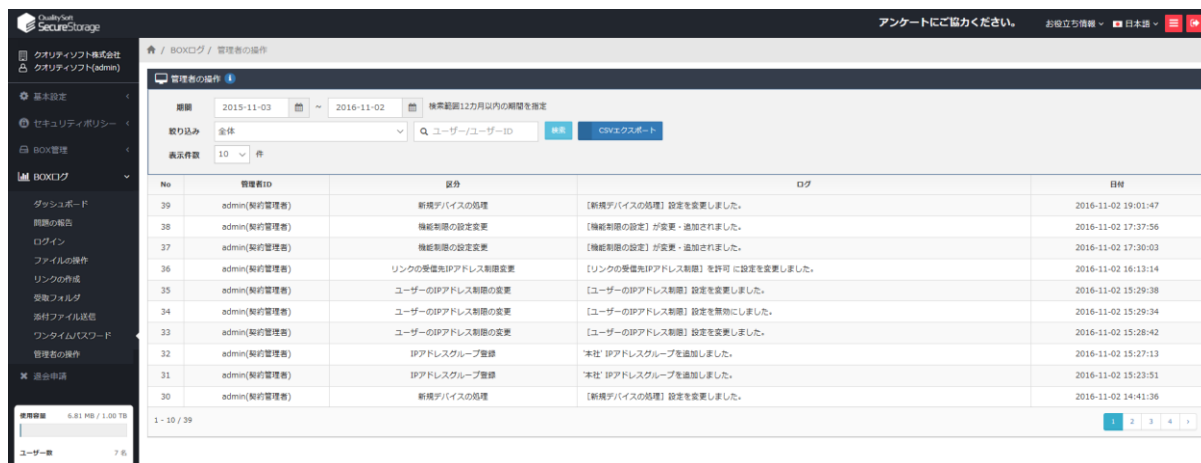 QualitySoft
SecureStorage
アンケートにご協力ください。
お役立ち情報
日本語
クオリティソフト株式会社
クオリティソフト(admin)
基本設定
セキュリティポリシー
BOX管理
BOXログ
ダッシュボード
問題の報告
ログイン
ファイルの操作
リンクの作成
受取フォルダ
添付ファイル送信
ワンタイムパスワード
管理者の操作
退会申請
使用容量 6.81 MB / 1.00 TB
ユーザー数 7 名
/ BOXログ / 管理者の操作
管理者の操作
期間 2015-11-03 ~ 2016-11-02 検索範囲12カ月以内の期間を指定
絞り込み 全体 ユーザー/ユーザーID 検索 CSVエクスポート
表示件数 10 件
No 管理者ID 区分 ログ 日付
39 admin(契約管理者) 新規デバイスの処理 [新規デバイスの処理] 設定を変更しました。 2016-11-02 19:01:47
38 admin(契約管理者) 機能制限の設定変更 [機能制限の設定] が変更・追加されました。 2016-11-02 17:37:56
37 admin(契約管理者) 機能制限の設定変更 [機能制限の設定] が変更・追加されました。 2016-11-02 17:30:03
36 admin(契約管理者) リンクの受信先IPアドレス制限変更 [リンクの受信先IPアドレス制限] を許可 に設定を変更しました。 2016-11-02 16:13:14
35 admin(契約管理者) ユーザーのIPアドレス制限の変更 [ユーザーのIPアドレス制限] 設定を変更しました。 2016-11-02 15:29:38
34 admin(契約管理者) ユーザーのIPアドレス制限の変更 [ユーザーのIPアドレス制限] 設定を無効にしました。 2016-11-02 15:29:34
33 admin(契約管理者) ユーザーのIPアドレス制限の変更 [ユーザーのIPアドレス制限] 設定を変更しました。 2016-11-02 15:28:42
32 admin(契約管理者) IPアドレスグループ登録 '本社' IPアドレスグループを追加しました。 2016-11-02 15:27:13
31 admin(契約管理者) IPアドレスグループ登録 '本社' IPアドレスグループを追加しました。 2016-11-02 15:23:51
30 admin(契約管理者) 新規デバイスの処理 [新規デバイスの処理] 設定を変更しました。 2016-11-02 14:41:36
1 - 10 / 39
1 2 3 4 >